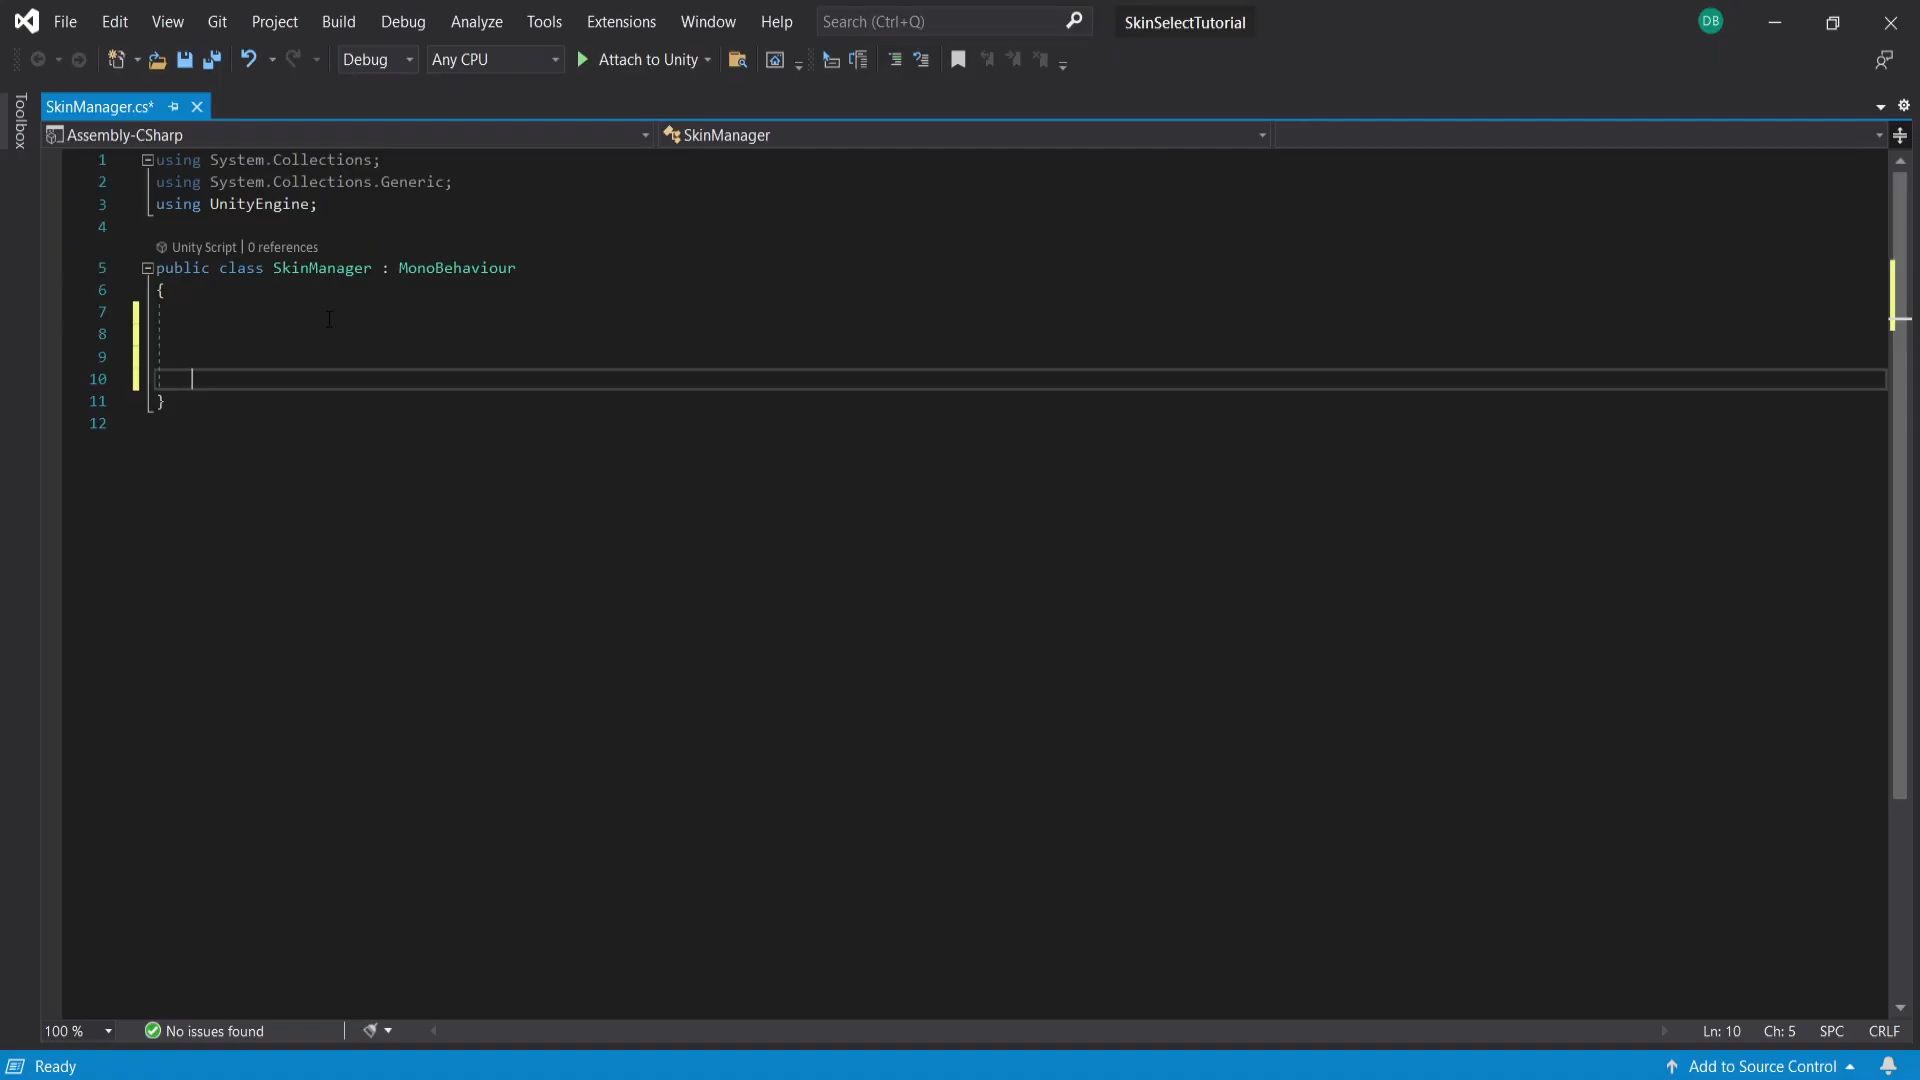 File Edit View Git Project Build Debug Analyze Tools Extensions Window Help Search (Ctrl+Q) SkinSelectTutorial DB
Debug Any CPU Attach to Unity
Toolbox
SkinManager.cs*
Assembly-CSharp SkinManager
1 using System.Collections;
2 using System.Collections.Generic;
3 using UnityEngine;
4
Unity Script | 0 references
5 public class SkinManager : MonoBehaviour
6 {
7
8
9
10
11 }
12
100 % No issues found Ln: 10 Ch: 5 SPC CRLF
Ready Add to Source Control